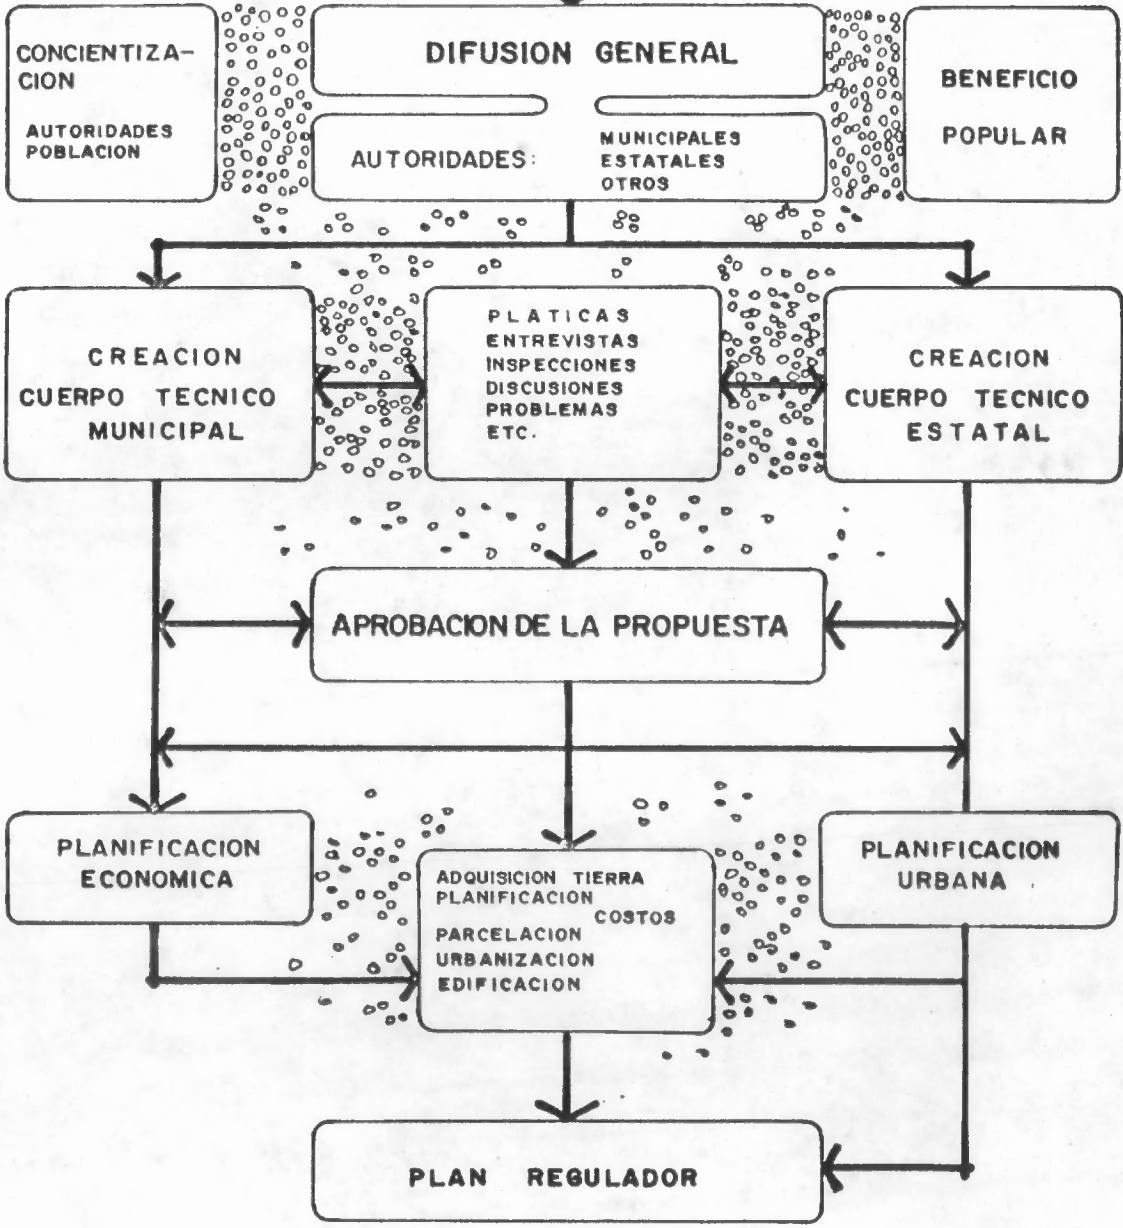 CONCIENTIZA-
CION
AUTORIDADES
POBLACION
DIFUSION GENERAL
AUTORIDADES:
MUNICIPALES
ESTATALES
OTROS
BENEFICIO
POPULAR
CREACION
CUERPO TECNICO
MUNICIPAL
PLATICAS
ENTREVISTAS
INSPECCIONES
DISCUSIONES
PROBLEMAS
ETC.
CREACION
CUERPO TECNICO
ESTATAL
APROBACION DE LA PROPUESTA
PLANIFICACION
ECONOMICA
ADQUISICION TIERRA
PLANIFICACION
COSTOS
PARCELACION
URBANIZACION
EDIFICACION
PLANIFICACION
URBANA
PLAN REGULADOR